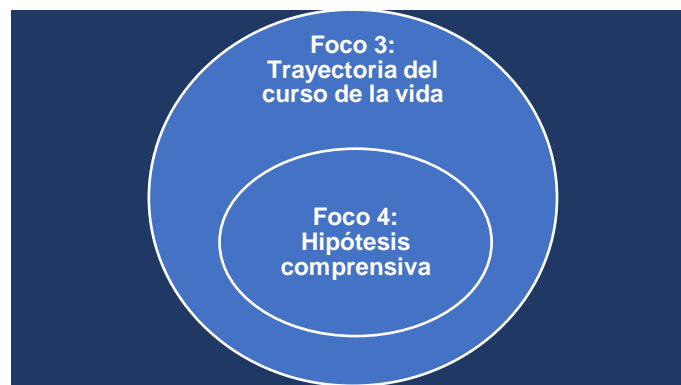 Foco 3:
Trayectoria del
curso de la vida
Foco 4:
Hipótesis
comprensiva